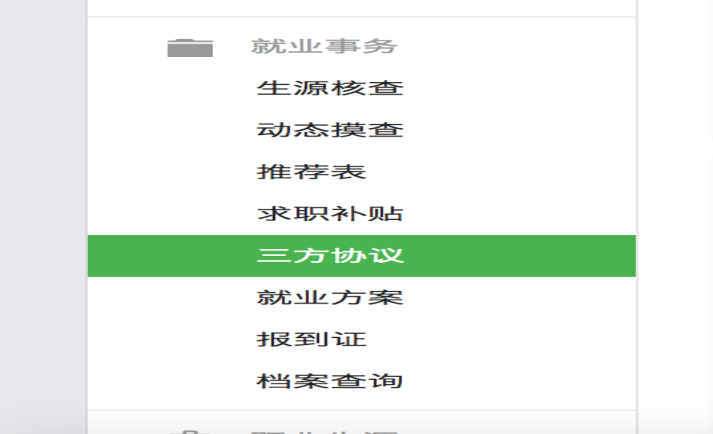 就业事务
生源核查
动态摸查
推荐表
求职补贴
三方协议
就业方案
报到证
档案查询